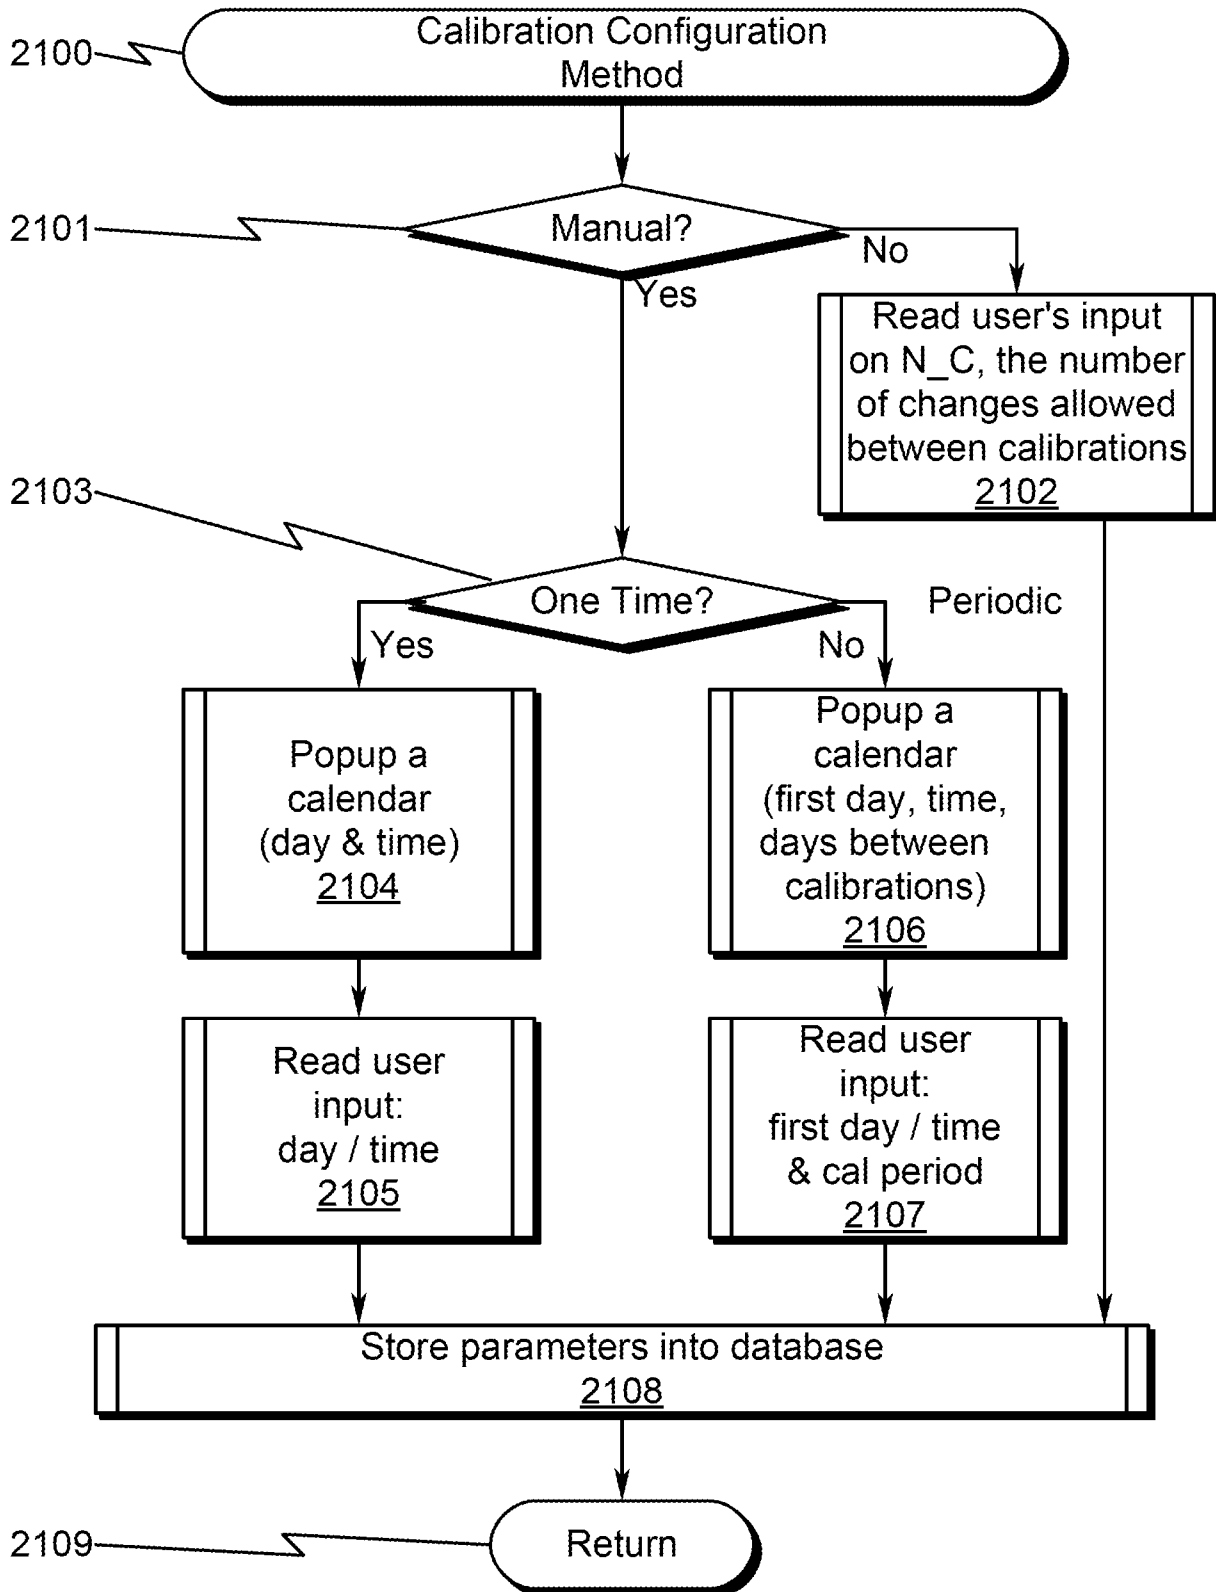 2100
Calibration Configuration
Method
2101
Manual?
No
Yes
Read user's input
on N_C, the number
of changes allowed
between calibrations
2102
2103
One Time?
Periodic
Yes
No
Popup a
calendar
(day & time)
2104
Popup a
calendar
(first day, time,
days between
calibrations)
2106
Read user
input:
day / time
2105
Read user
input:
first day / time
& cal period
2107
Store parameters into database
2108
2109
Return